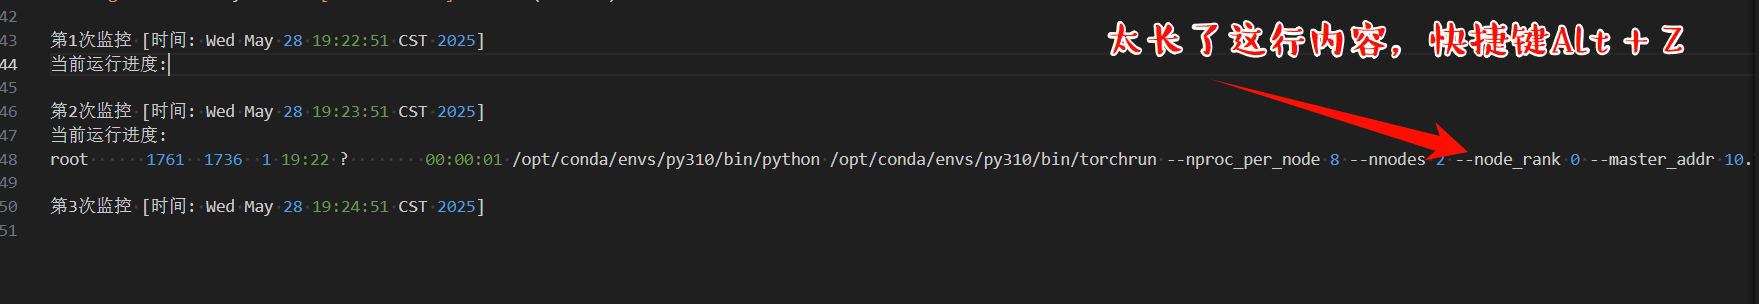 42
43 第1次监控 [时间: Wed May 28 19:22:51 CST 2025]
太长了这行内容，快捷键Alt + Z
44 当前运行进度:
45
46 第2次监控 [时间: Wed May 28 19:23:51 CST 2025]
47 当前运行进度:
48 root 1761 1736 1 19:22 ? 00:00:01 /opt/conda/envs/py310/bin/python /opt/conda/envs/py310/bin/torchrun --nproc_per_node 8 --nnodes 2 --node_rank 0 --master_addr 10.
49
50 第3次监控 [时间: Wed May 28 19:24:51 CST 2025]
51